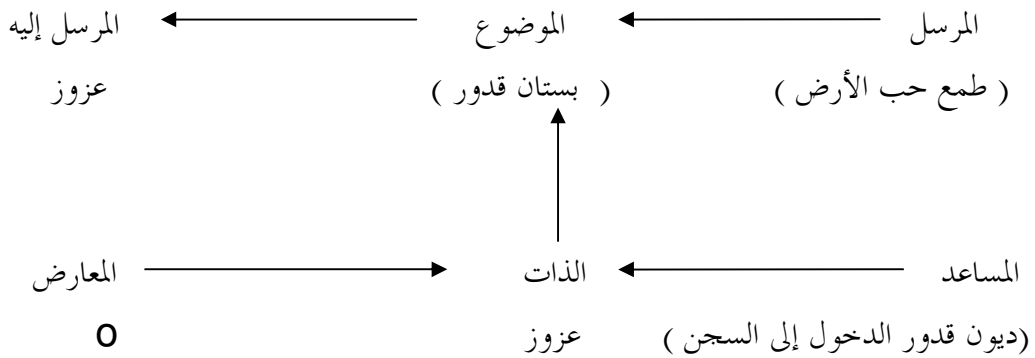 المرسل الموضوع المرسل إليه
( طمع حب الأرض ) ( بستان قدور ) عزوز
المساعد الذات المعارض
(ديون قدور الدخول إلى السجن ) عزوز O